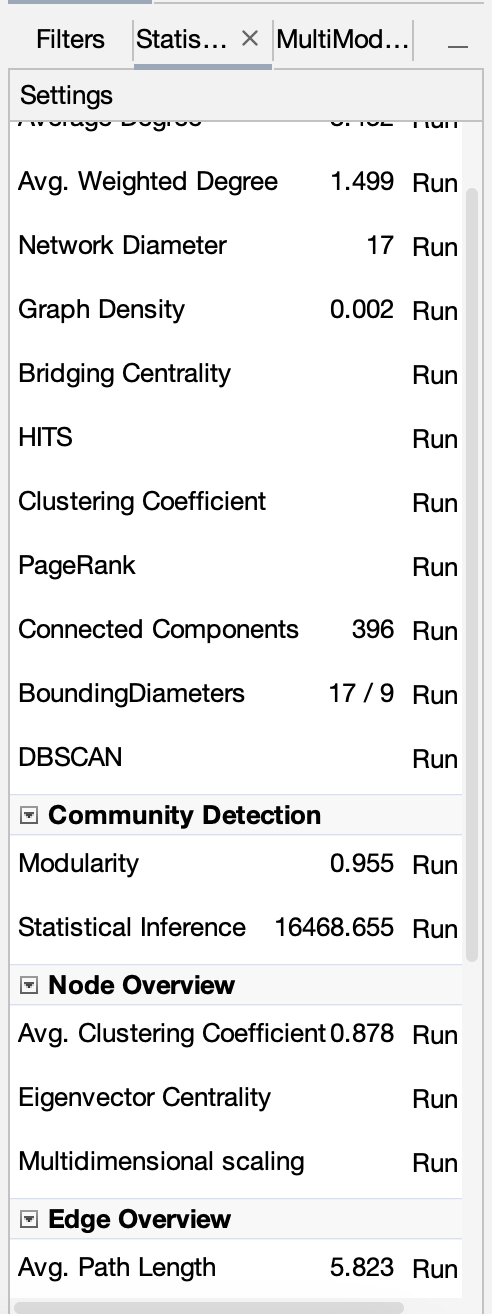 Filters Statis... MultiMod...
Settings
Average Degree Run
Avg. Weighted Degree 1.499 Run
Network Diameter 17 Run
Graph Density 0.002 Run
Bridging Centrality Run
HITS Run
Clustering Coefficient Run
PageRank Run
Connected Components 396 Run
BoundingDiameters 17 / 9 Run
DBSCAN Run
Community Detection
Modularity 0.955 Run
Statistical Inference 16468.655 Run
Node Overview
Avg. Clustering Coefficient 0.878 Run
Eigenvector Centrality Run
Multidimensional scaling Run
Edge Overview
Avg. Path Length 5.823 Run